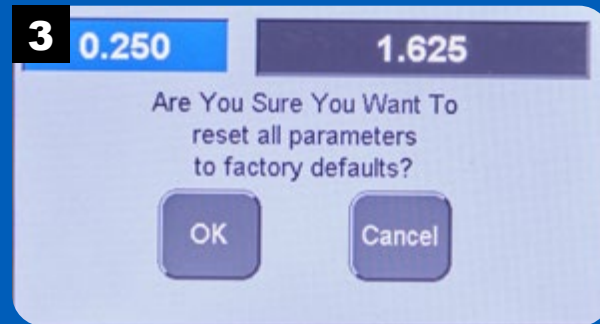 3
0.250
1.625
Are You Sure You Want To
reset all parameters
to factory defaults?
OK
Cancel